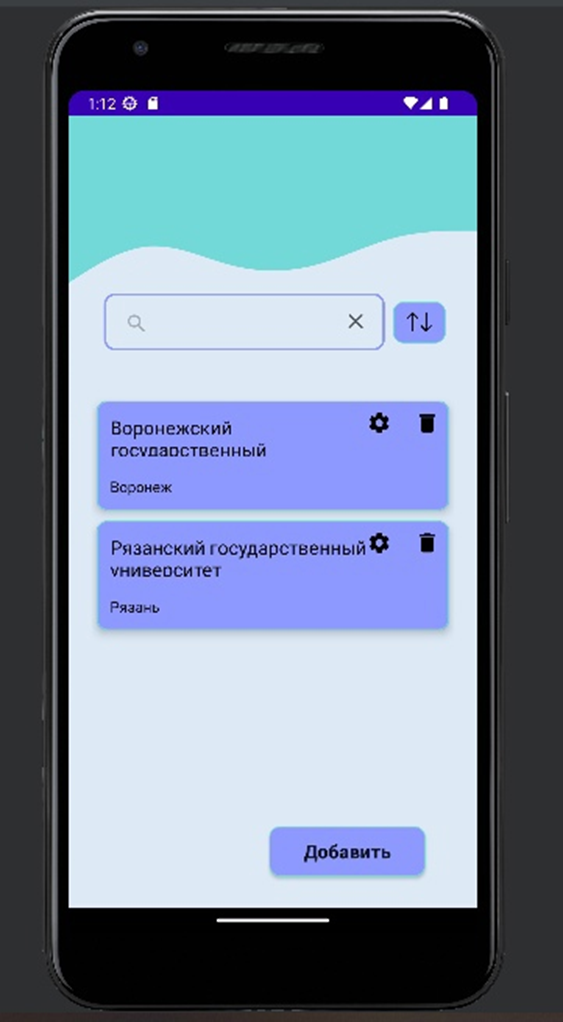 1:12
Воронежский
государственный
Воронеж
Рязанский государственный
университет
Рязань
Добавить